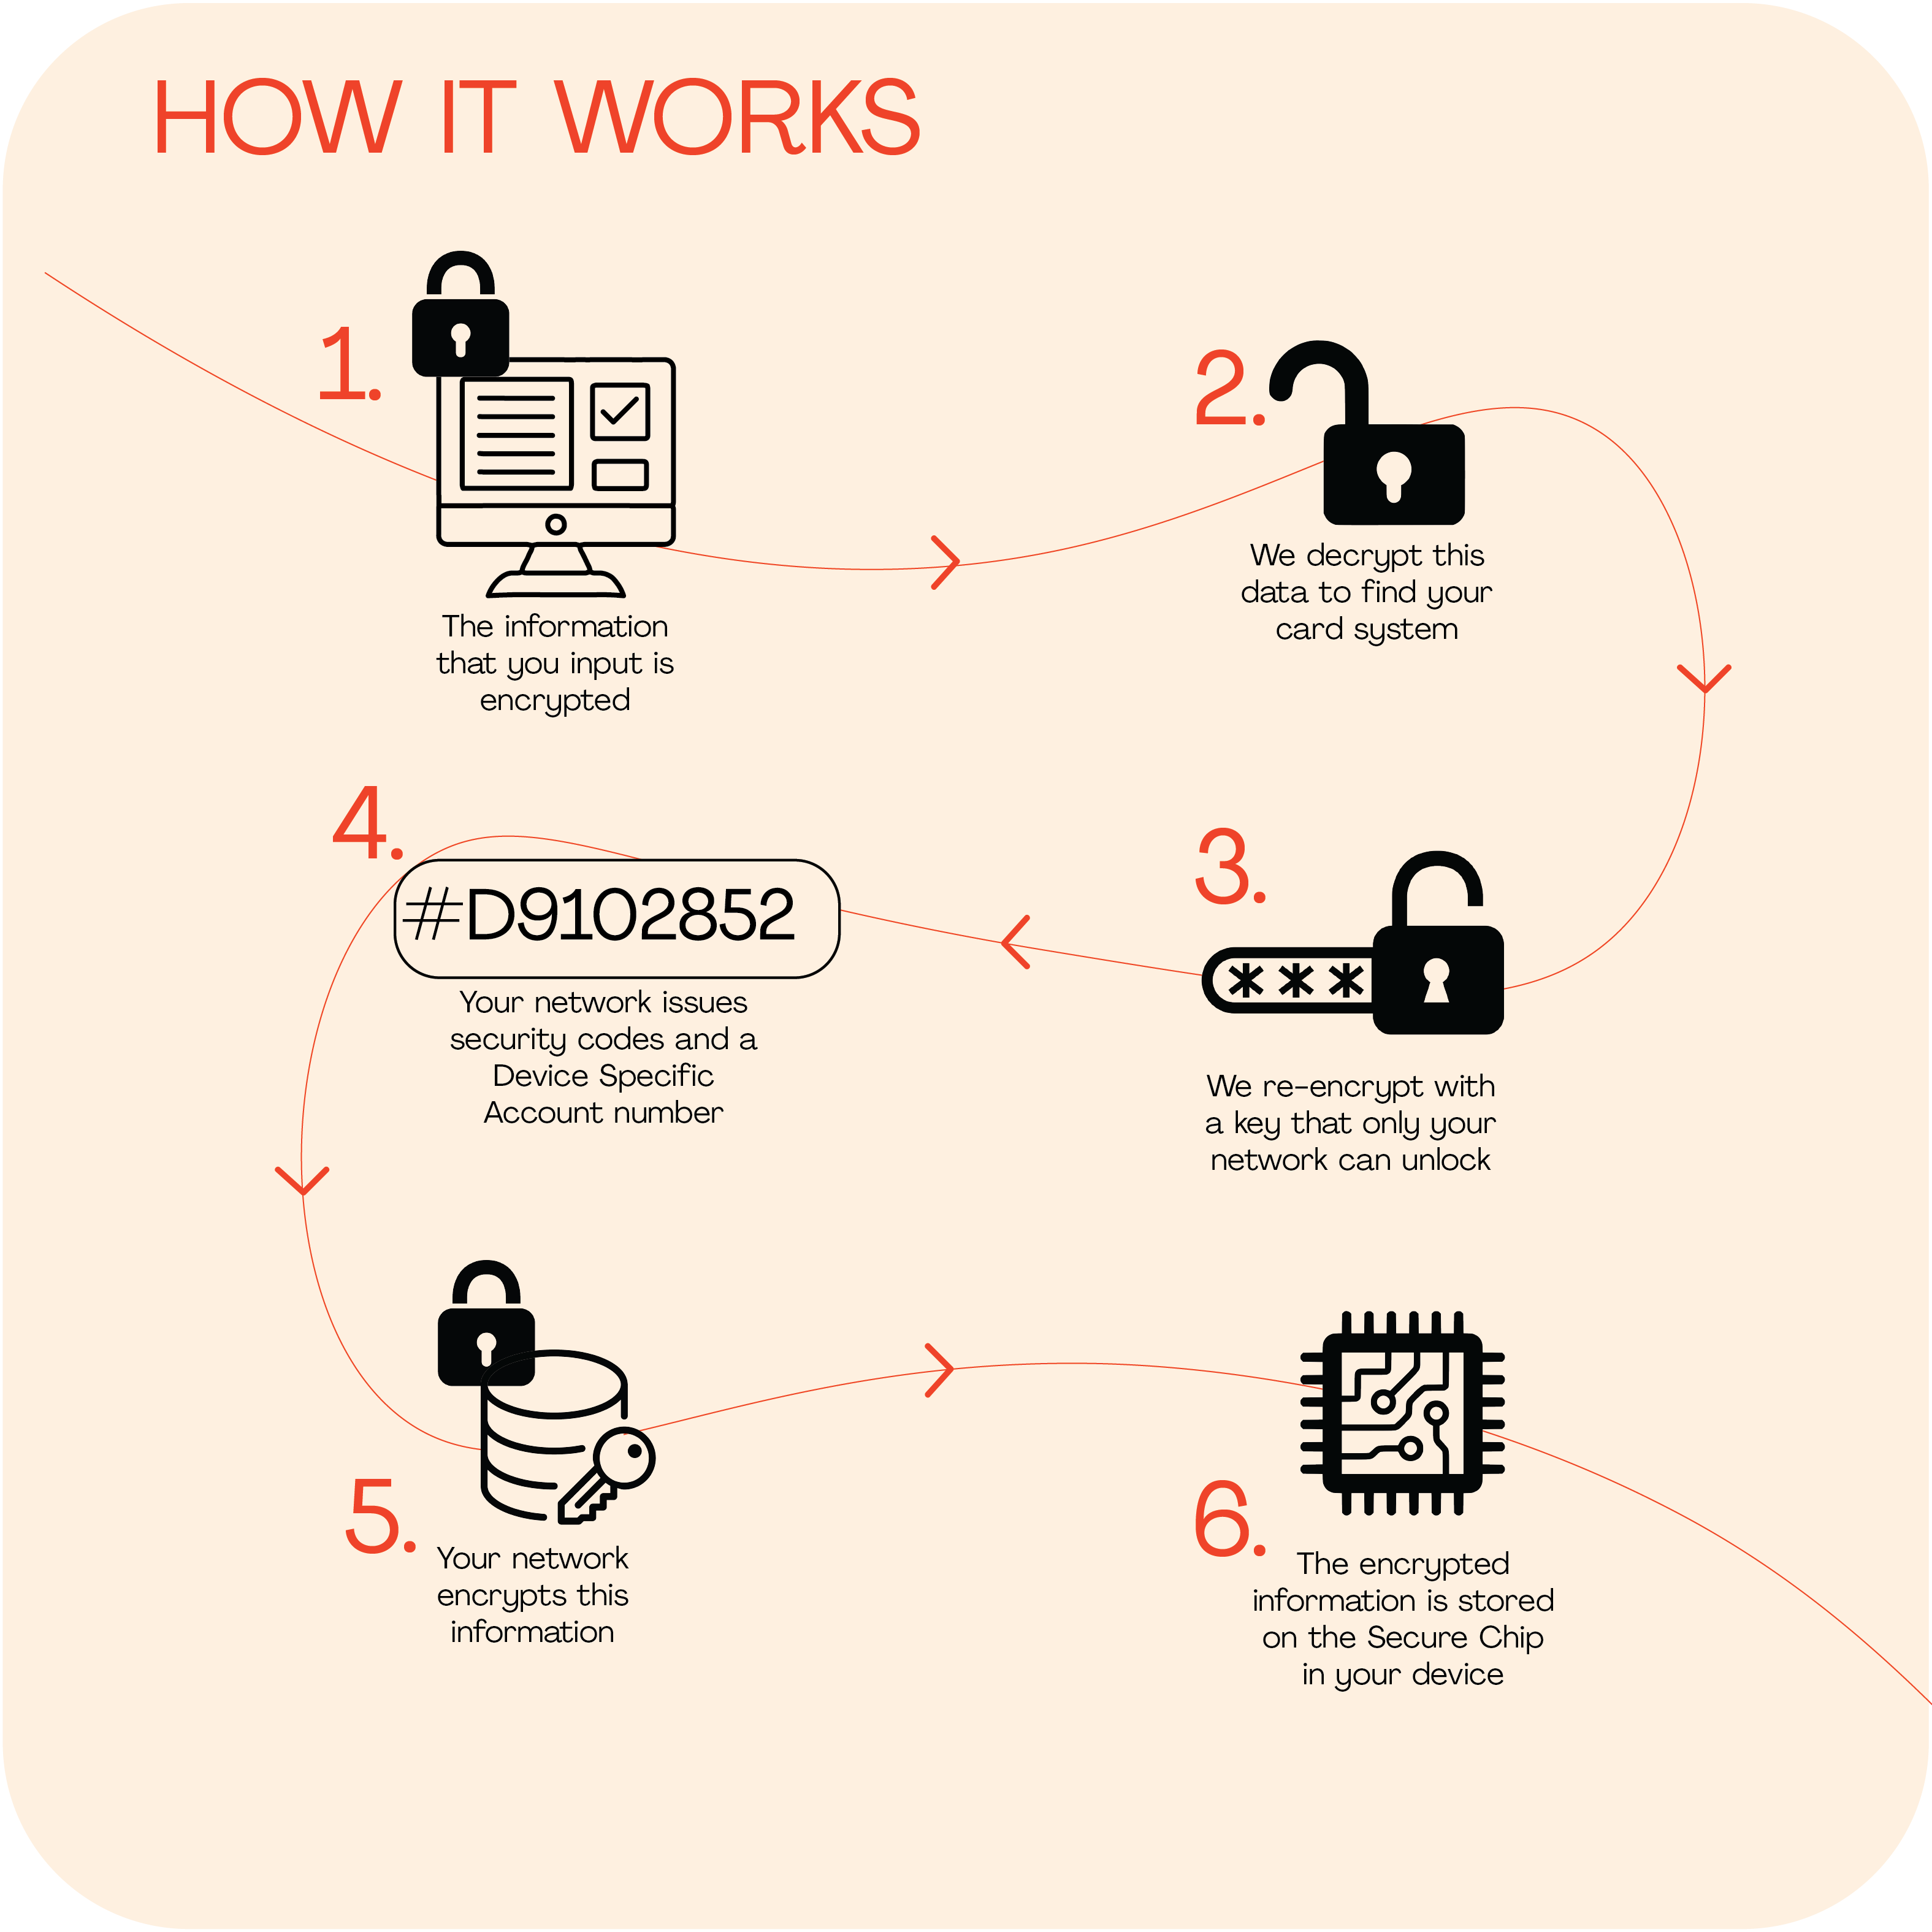 HOW IT WORKS
1.
The information
that you input is
encrypted
2.
We decrypt this
data to find your
card system
3.
***
We re-encrypt with
a key that only your
network can unlock
4.
#D9102852
Your network issues
security codes and a
Device Specific
Account number
5.
Your network
encrypts this
information
6.
The encrypted
information is stored
on the Secure Chip
in your device